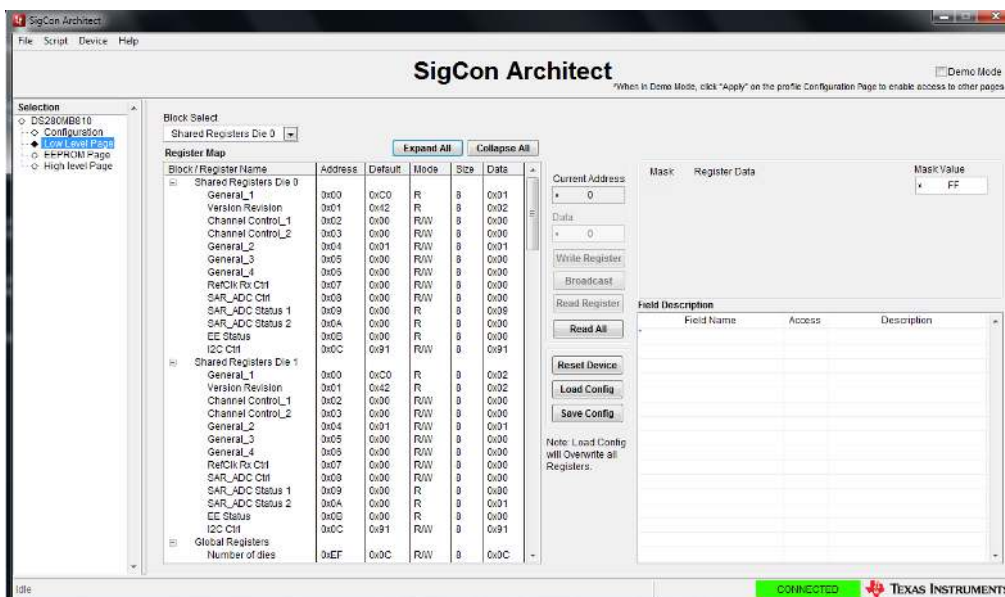 SigCon Architect
File Script Device Help
SigCon Architect
Demo Mode
*When in Demo Mode, click "Apply" on the profile Configuration Page to enable access to other pages
Selection
DS280MB810
Configuration
Low Level Page
EEPROM Page
High level Page
Block Select
Shared Registers Die 0
Register Map
Expand All
Collapse All
Block / Register Name Address Default Mode Size Data
Shared Registers Die 0
General_1 0x00 0xC0 R 8 0x01
Version Revision 0x01 0x42 R 8 0x02
Channel Control_1 0x02 0x00 R/W 8 0x00
Channel Control_2 0x03 0x00 R/W 8 0x00
General_2 0x04 0x01 R/W 8 0x01
General_3 0x05 0x00 R/W 8 0x00
General_4 0x06 0x00 R/W 8 0x00
RefClk Rx Ctrl 0x07 0x00 R/W 8 0x00
SAR_ADC Ctrl 0x08 0x00 R/W 8 0x00
SAR_ADC Status 1 0x09 0x00 R 8 0x09
SAR_ADC Status 2 0x0A 0x00 R 8 0x00
EE Status 0x0B 0x00 R 8 0x00
I2C Ctrl 0x0C 0x91 R/W 8 0x91
Shared Registers Die 1
General_1 0x00 0xC0 R 8 0x02
Version Revision 0x01 0x42 R 8 0x02
Channel Control_1 0x02 0x00 R/W 8 0x00
Channel Control_2 0x03 0x00 R/W 8 0x00
General_2 0x04 0x01 R/W 8 0x01
General_3 0x05 0x00 R/W 8 0x00
General_4 0x06 0x00 R/W 8 0x00
RefClk Rx Ctrl 0x07 0x00 R/W 8 0x00
SAR_ADC Ctrl 0x08 0x00 R/W 8 0x00
SAR_ADC Status 1 0x09 0x00 R 8 0x00
SAR_ADC Status 2 0x0A 0x00 R 8 0x01
EE Status 0x0B 0x00 R 8 0x00
I2C Ctrl 0x0C 0x91 R/W 8 0x91
Global Registers
Number of dies 0xEF 0x0C R/W 8 0x0C
Current Address
x 0
Data
x 0
Write Register
Broadcast
Read Register
Read All
Reset Device
Load Config
Save Config
Note: Load Config
will Overwrite all
Registers.
Mask Register Data
Mask Value
x FF
Field Description
Field Name Access Description
Idle
CONNECTED
TEXAS INSTRUMENTS